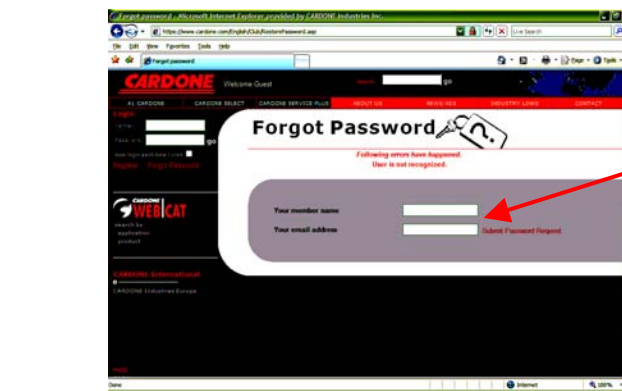 Forgot password - Microsoft Internet Explorer provided by CARDONE Industries Inc.
https://www.cardone.com/English/Club/RestorePassword.asp
Live Search
File Edit View Favorites Tools Help
Forgot password
Page Tools
CARDONE Welcome Guest Search go
A1 CARDONE CARDONE SELECT CARDONE SERVICE PLUS ABOUT US NEWS/ADS INDUSTRY LINKS CONTACT
Login
go
Register Forgot Password
Forgot Password
Following errors have happened.
User is not recognized.
Your member name
Your email address
Submit Password Request
CARDONE
WEBCAT
search by
application
product
CARDONE International
CARDONE Industries Europe
Done
Internet
100%